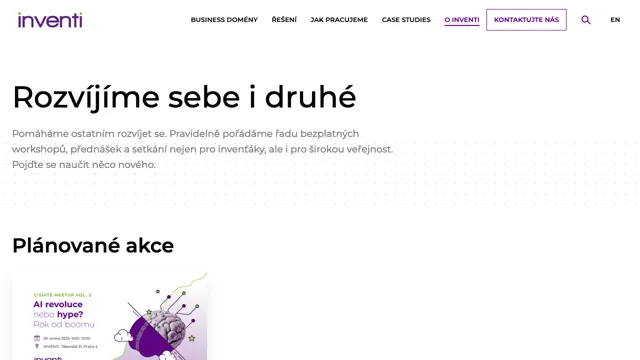 inventi
BUSINESS DOMÉNY ŘEŠENÍ JAK PRACUJEME CASE STUDIES O INVENTI KONTAKTUJTE NÁS EN
Rozvíjíme sebe i druhé
Pomáháme ostatním rozvíjet se. Pravidelně pořádáme řadu bezplatných
workshopů, přednášek a setkání nejen pro invenťáky, ale i pro širokou veřejnost.
Pojďte se naučit něco nového.
Plánované akce
C-SUITE MEETUP VOL. 5
AI revoluce
nebo hype?
Rok od boomu
INVENTI, Táborská 31, Praha 4
inventi